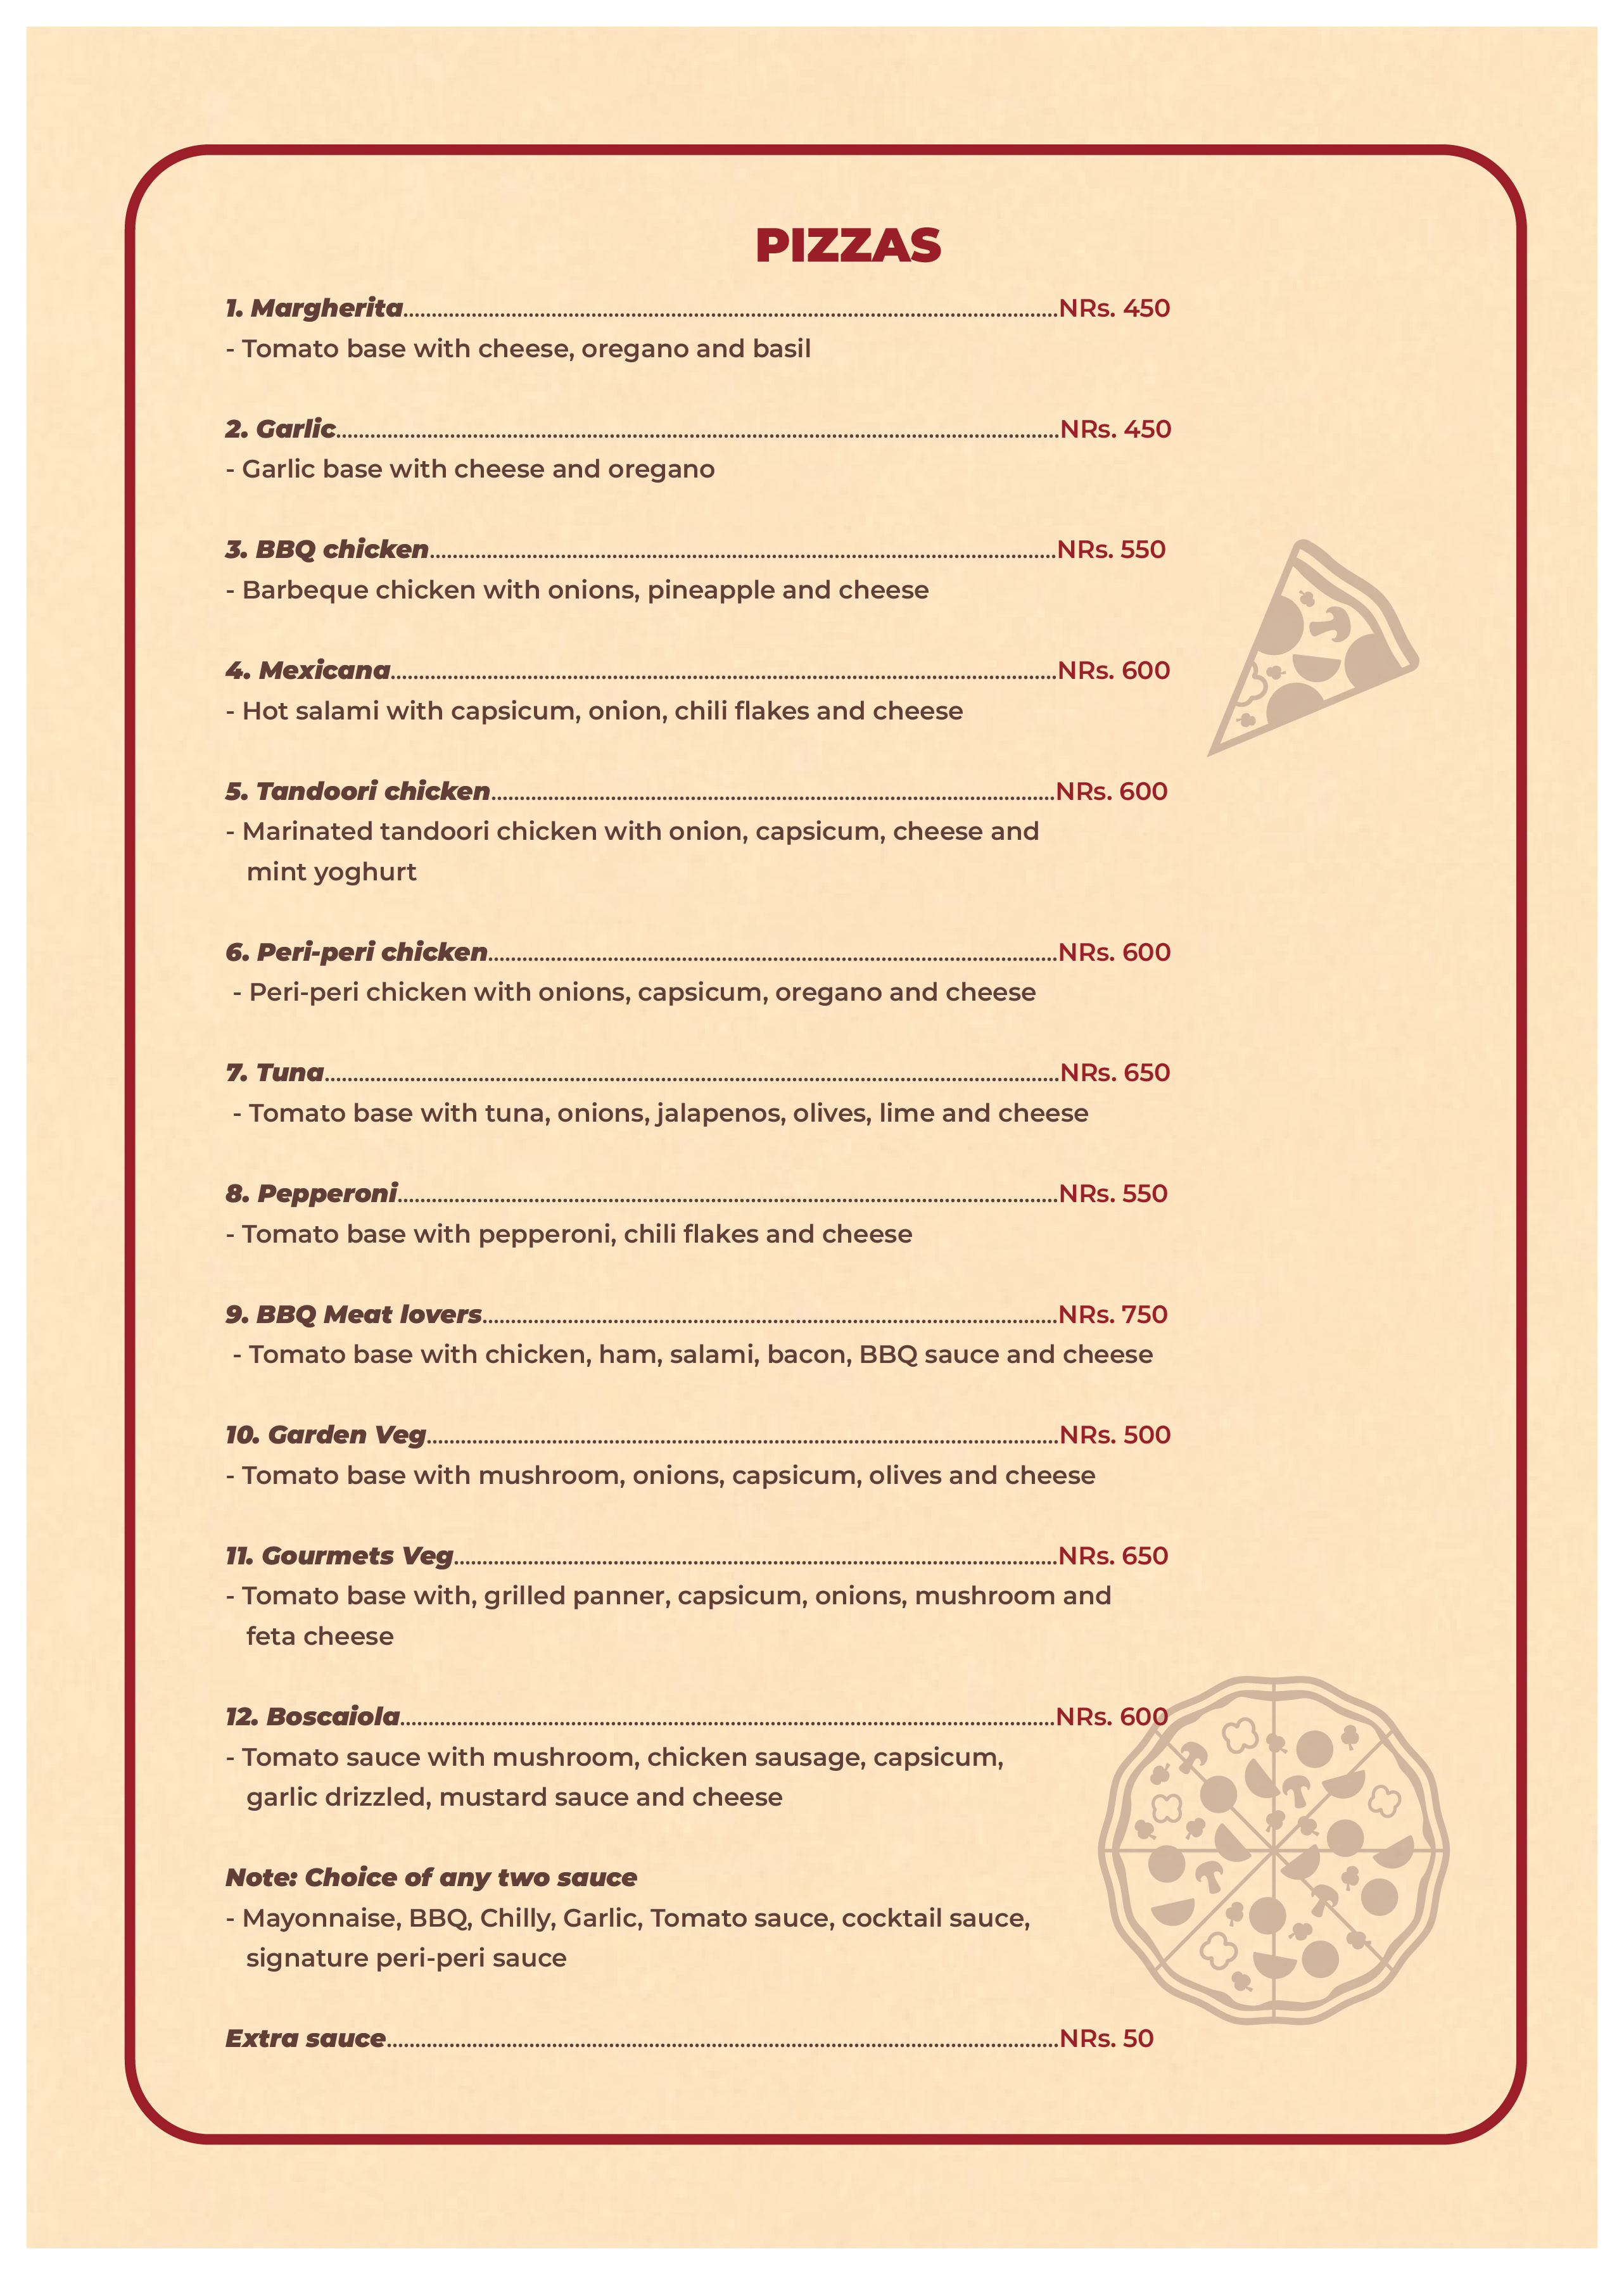 PIZZAS
1. Margherita..........NRs. 450
- Tomato base with cheese, oregano and basil
2. Garlic..........NRs. 450
- Garlic base with cheese and oregano
3. BBQ chicken..........NRs. 550
- Barbeque chicken with onions, pineapple and cheese
4. Mexicana..........NRs. 600
- Hot salami with capsicum, onion, chili flakes and cheese
5. Tandoori chicken..........NRs. 600
- Marinated tandoori chicken with onion, capsicum, cheese and
mint yoghurt
6. Peri-peri chicken..........NRs. 600
- Peri-peri chicken with onions, capsicum, oregano and cheese
7. Tuna..........NRs. 650
- Tomato base with tuna, onions, jalapenos, olives, lime and cheese
8. Pepperoni..........NRs. 550
- Tomato base with pepperoni, chili flakes and cheese
9. BBQ Meat lovers..........NRs. 750
- Tomato base with chicken, ham, salami, bacon, BBQ sauce and cheese
10. Garden Veg..........NRs. 500
- Tomato base with mushroom, onions, capsicum, olives and cheese
11. Gourmets Veg..........NRs. 650
- Tomato base with, grilled panner, capsicum, onions, mushroom and
feta cheese
12. Boscaiola..........NRs. 600
- Tomato sauce with mushroom, chicken sausage, capsicum,
garlic drizzled, mustard sauce and cheese
Note: Choice of any two sauce
- Mayonnaise, BBQ, Chilly, Garlic, Tomato sauce, cocktail sauce,
signature peri-peri sauce
Extra sauce..........NRs. 50